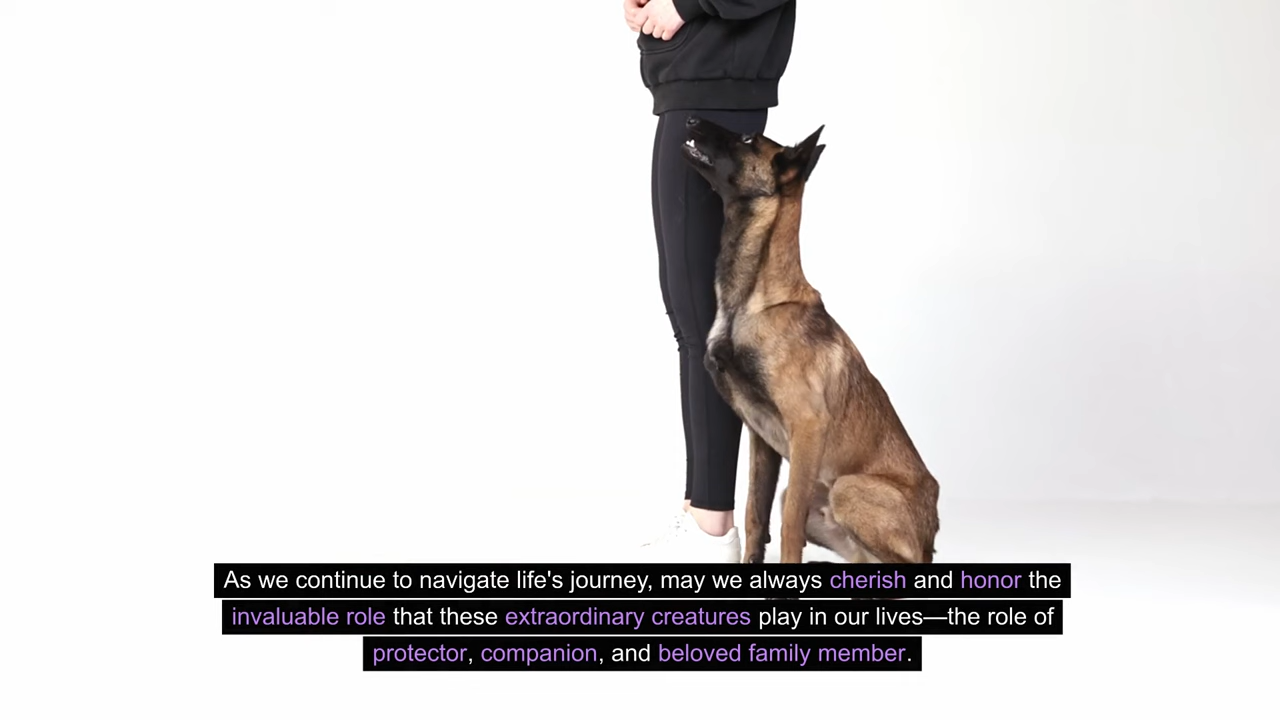 As we continue to navigate life's journey, may we always cherish and honor the
invaluable role that these extraordinary creatures play in our lives—the role of
protector, companion, and beloved family member.